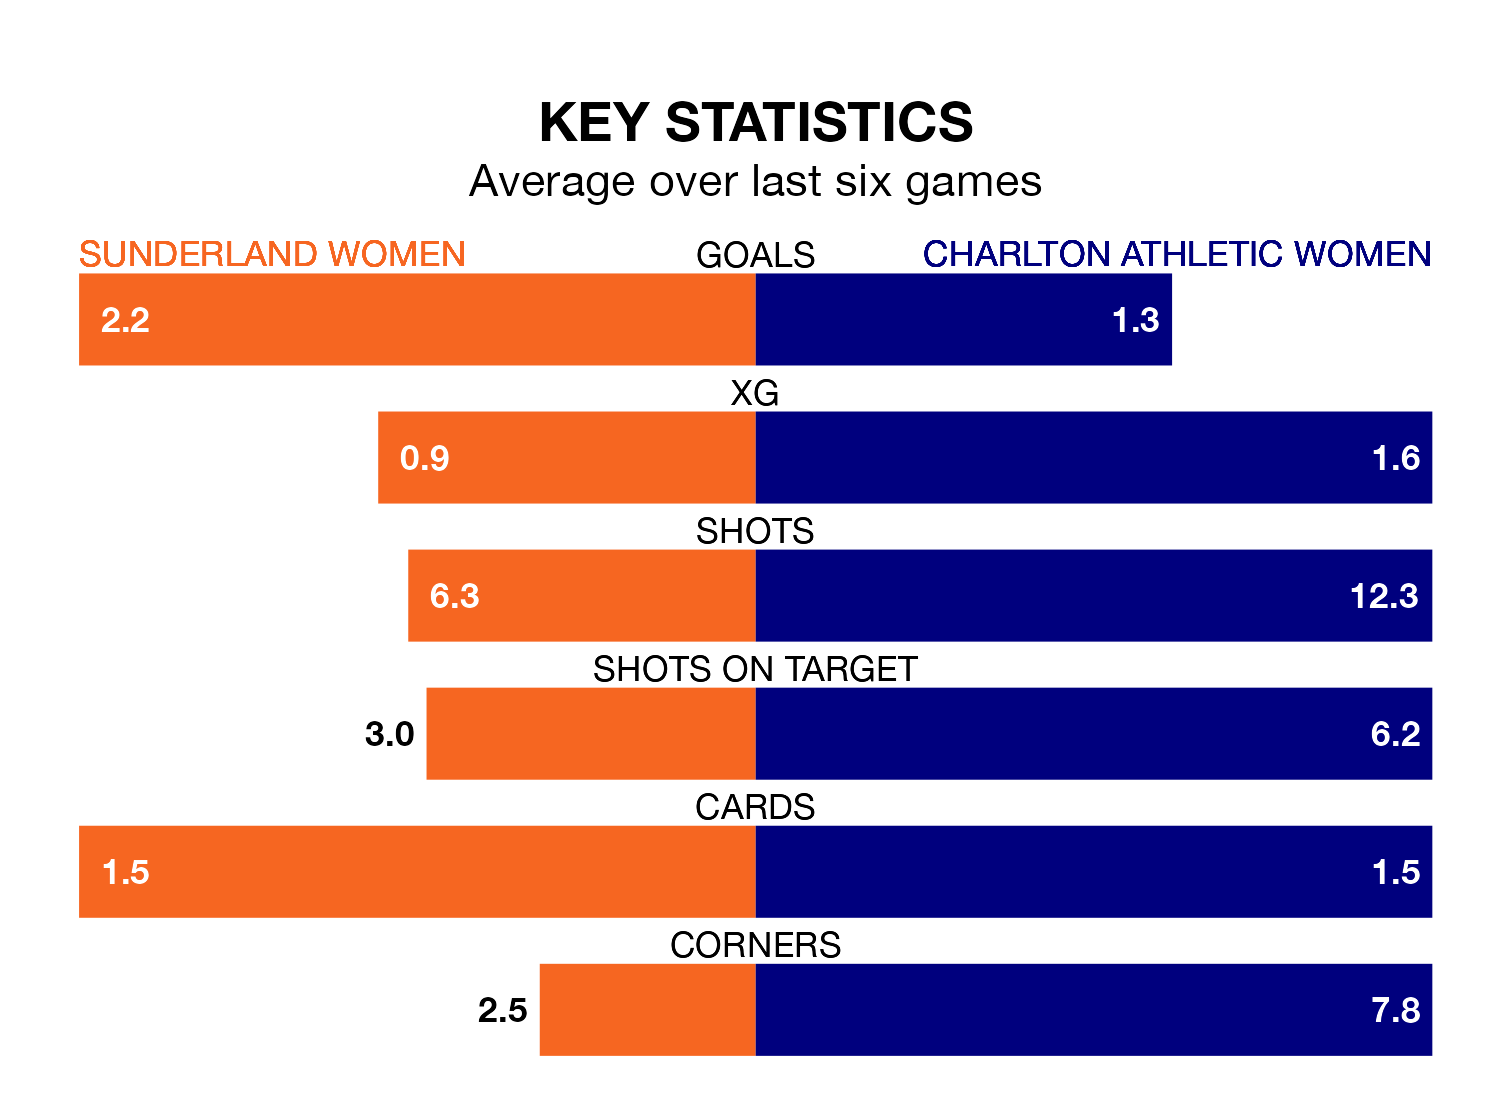 KEY STATISTICS
Average over last six games
SUNDERLAND WOMEN GOALS CHARLTON ATHLETIC WOMEN
2.2 1.3
XG
0.9 1.6
SHOTS
6.3 12.3
SHOTS ON TARGET
3.0 6.2
CARDS
1.5 1.5
CORNERS
2.5 7.8